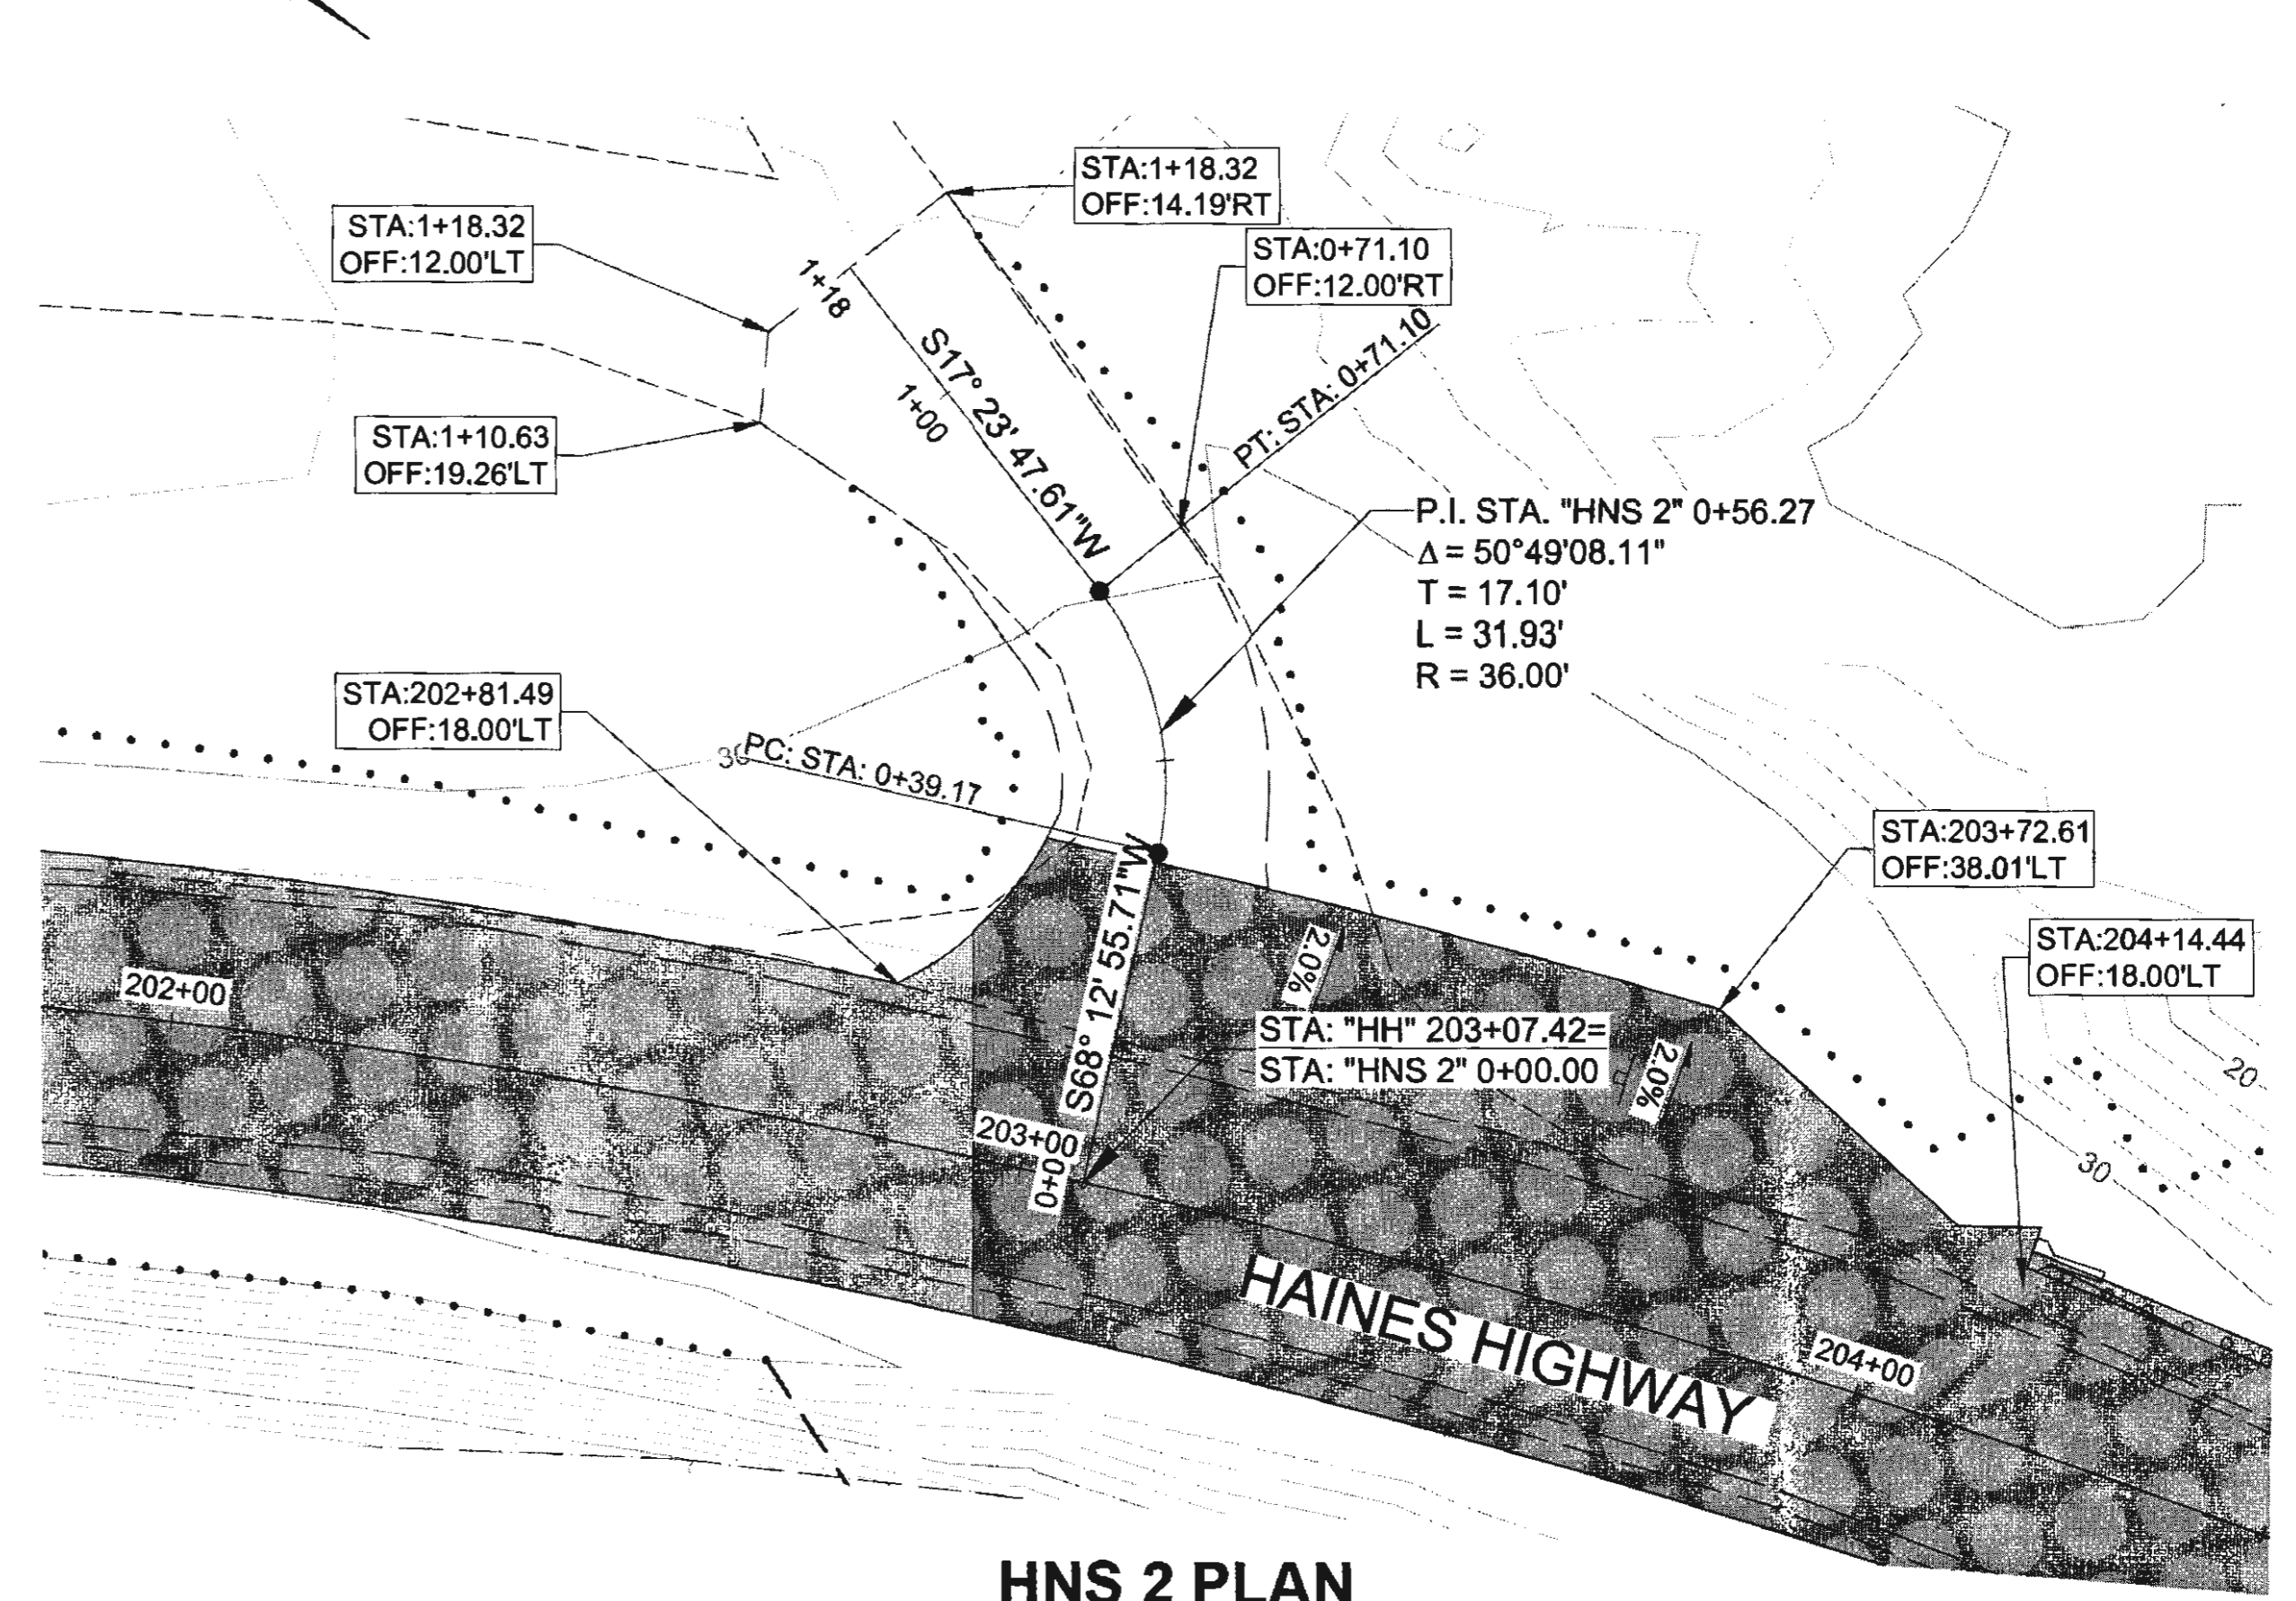 STA:1+18.32
OFF:14.19'RT
STA:1+18.32
OFF:12.00'LT
STA:0+71.10
OFF:12.00'RT
1+18
S17° 23' 47.61"W
1+00
PT: STA: 0+71.10
STA:1+10.63
OFF:19.26'LT
P.I. STA. "HNS 2" 0+56.27
Δ = 50°49'08.11"
T = 17.10'
L = 31.93'
R = 36.00'
STA:202+81.49
OFF:18.00'LT
30
PC: STA: 0+39.17
STA:203+72.61
OFF:38.01'LT
STA:204+14.44
OFF:18.00'LT
202+00
S68° 12' 55.71"W
2.0%
STA: "HH" 203+07.42=
STA: "HNS 2" 0+00.00
2.0%
20
203+00
0+00
30
HAINES HIGHWAY
204+00
HNS 2 PLAN